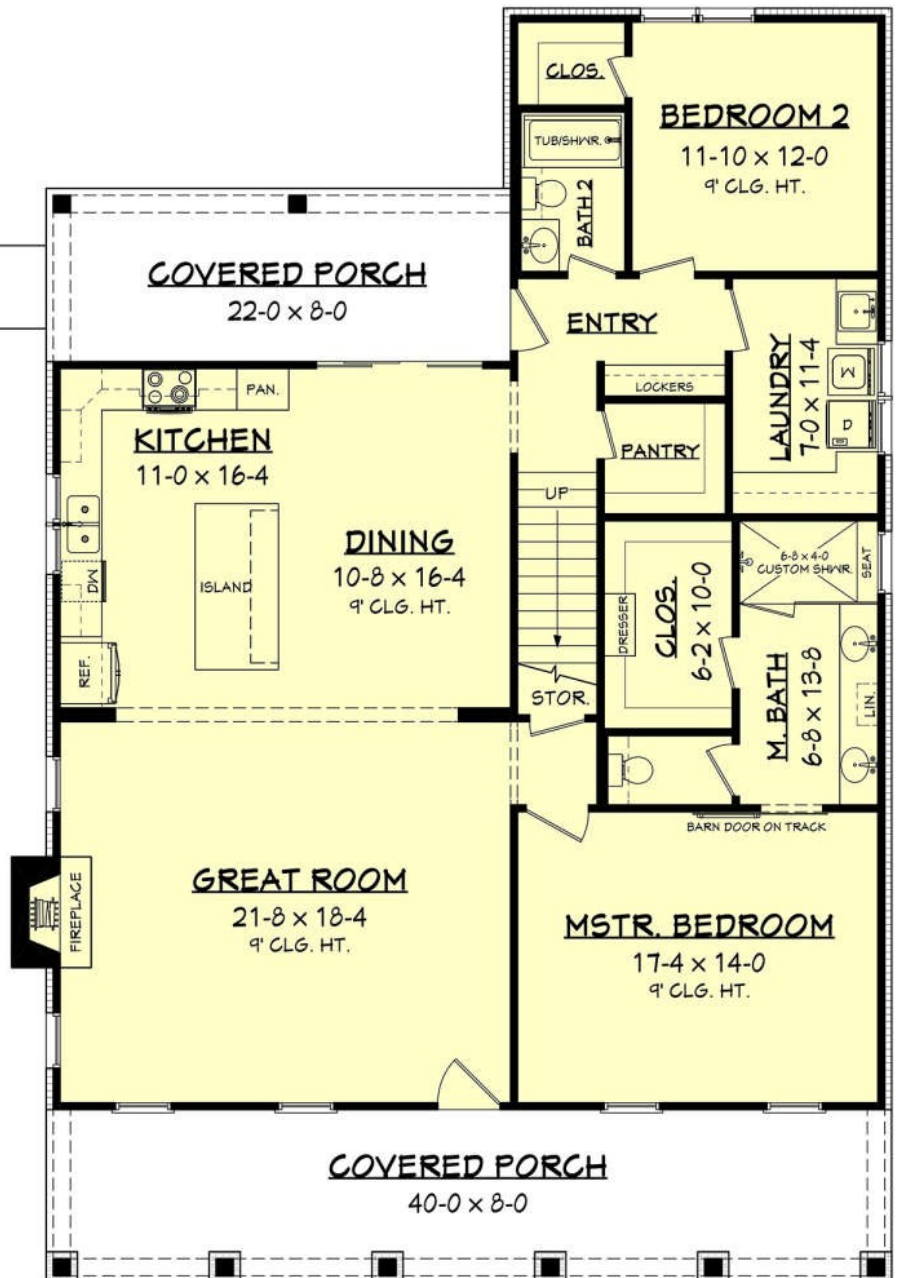 CLOS.
BEDROOM 2
11-10 x 12-0
9' CLG. HT.
TUB/SHWR.
BATH 2
COVERED PORCH
22-0 x 8-0
ENTRY
LOCKERS
LAUNDRY
7-0 x 11-4
W
D
PAN.
KITCHEN
11-0 x 16-4
PANTRY
UP
ISLAND
DINING
10-8 x 16-4
9' CLG. HT.
DW
REF.
STOR.
DRESSER
CLOS.
6-2 x 10-0
6-8 x 4-0
CUSTOM SHWR.
SEAT
M. BATH
6-8 x 13-8
LIN.
BARN DOOR ON TRACK
GREAT ROOM
21-8 x 18-4
9' CLG. HT.
FIREPLACE
MSTR. BEDROOM
17-4 x 14-0
9' CLG. HT.
COVERED PORCH
40-0 x 8-0